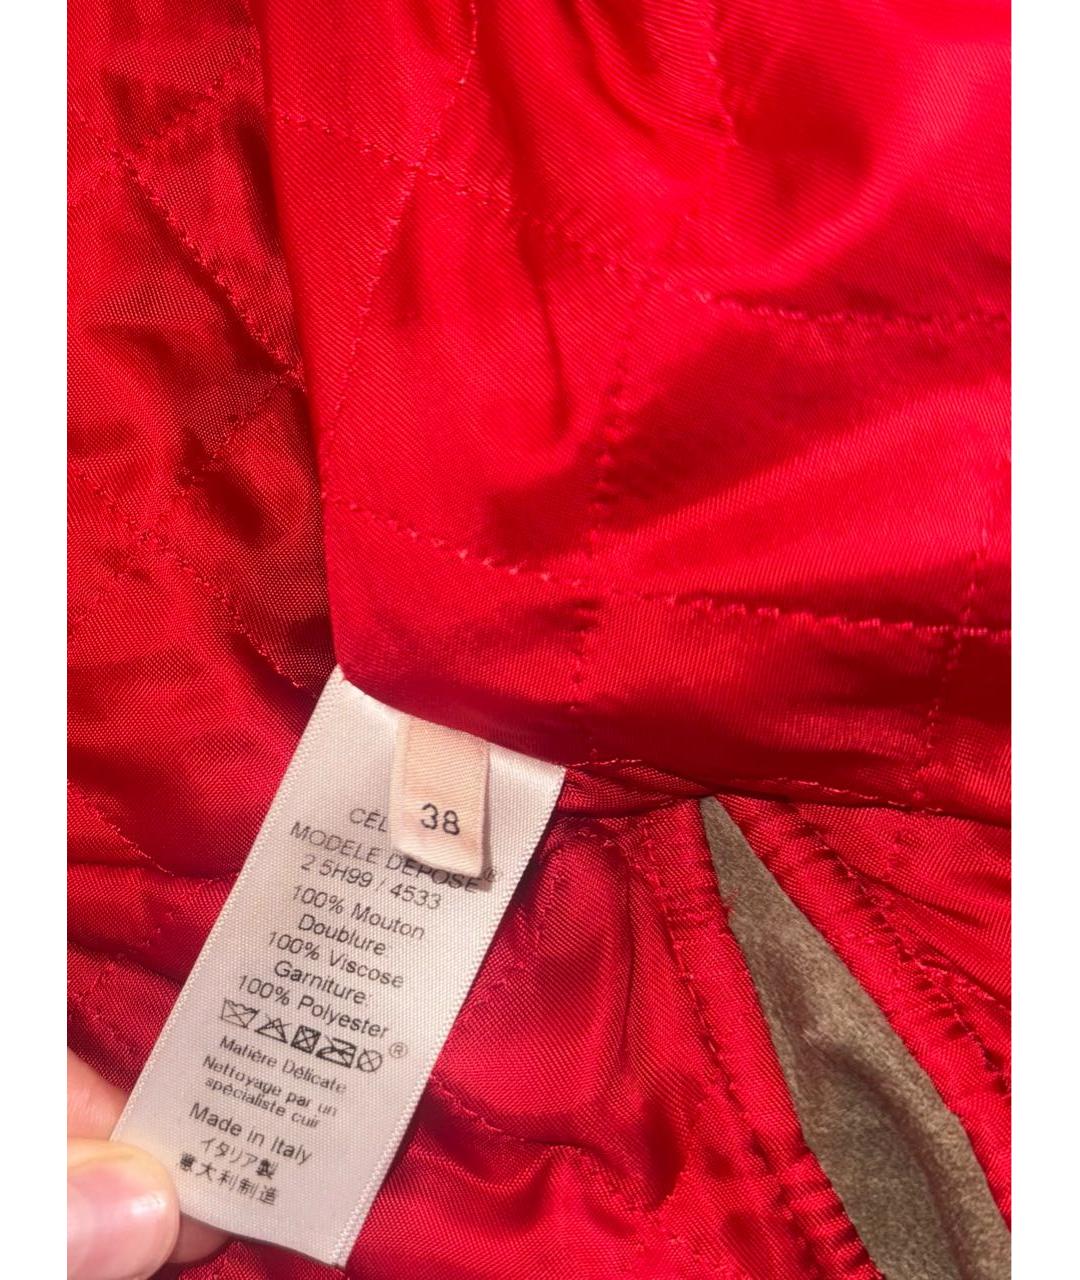 38
CÉL
MODELE DEPOSE ®
2 5H99 / 4533
100% Mouton
Doublure
100% Viscose
Garniture:
100% Polyester
®
Matière Délicate
Nettoyage par un
spécialiste cuir
Made in Italy
イタリア製
意大利制造